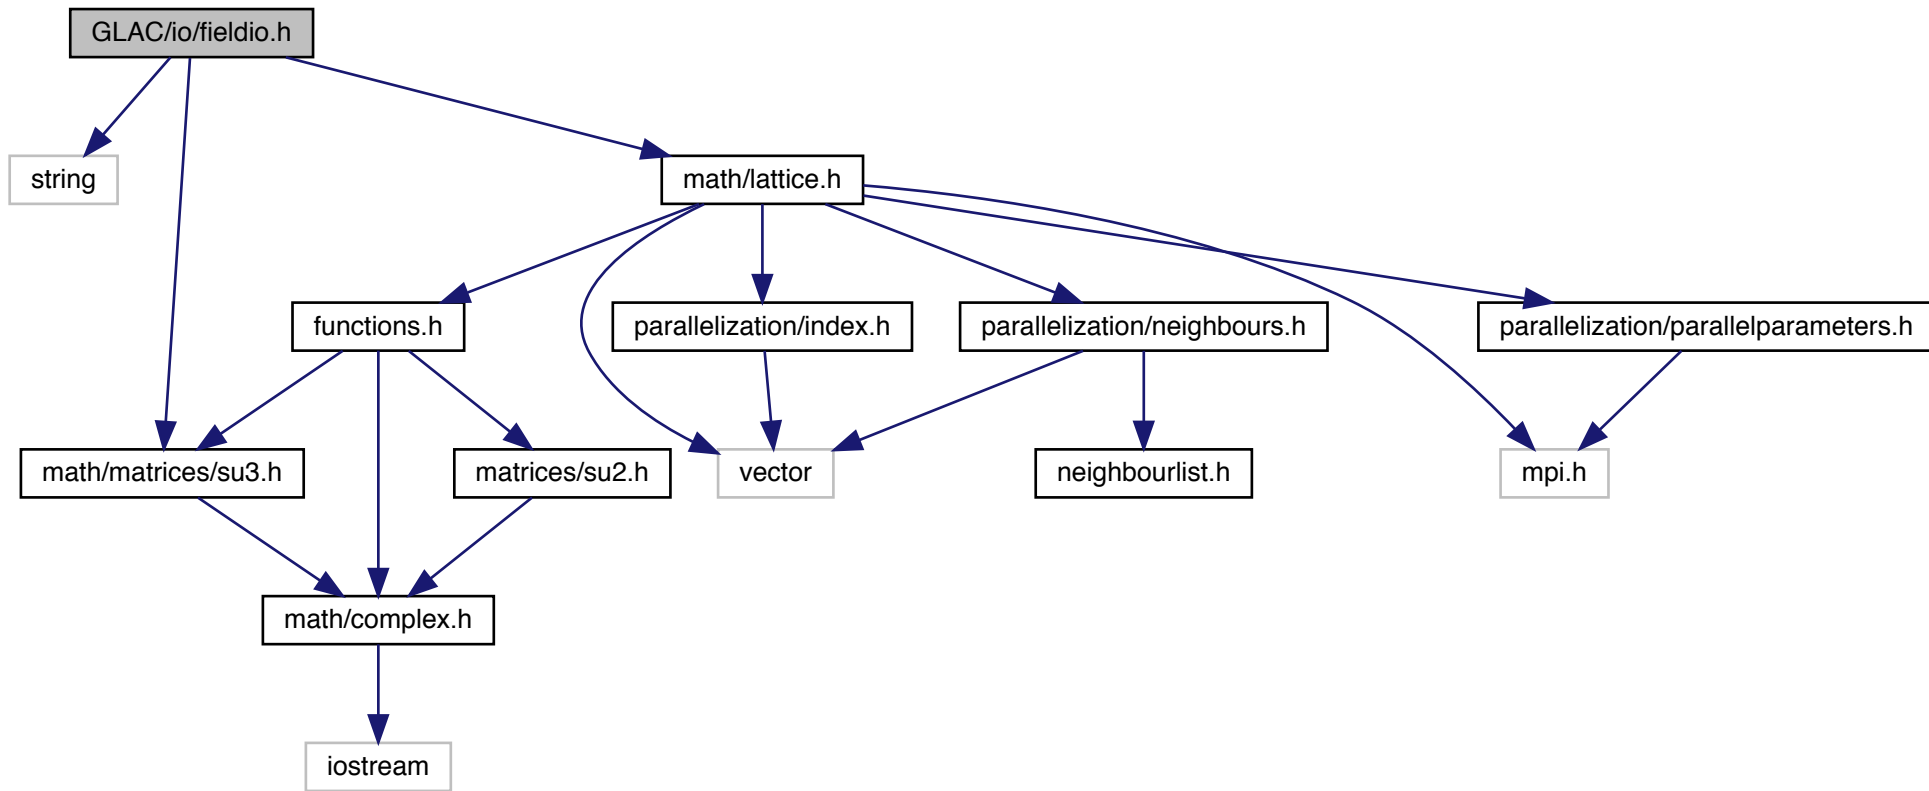 GLAC/io/fieldio.h
string
math/lattice.h
functions.h
parallelization/index.h
parallelization/neighbours.h
parallelization/parallelparameters.h
math/matrices/su3.h
matrices/su2.h
vector
neighbourlist.h
mpi.h
math/complex.h
iostream